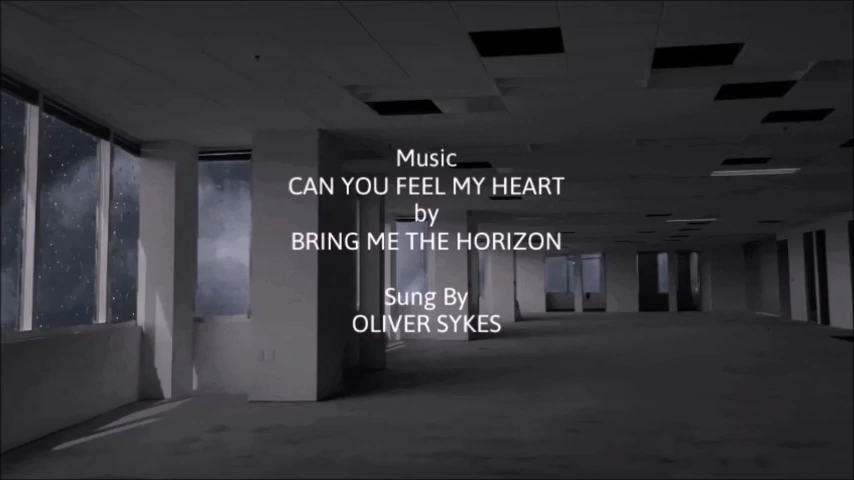 Music
CAN YOU FEEL MY HEART
by
BRING ME THE HORIZON
Sung By
OLIVER SYKES